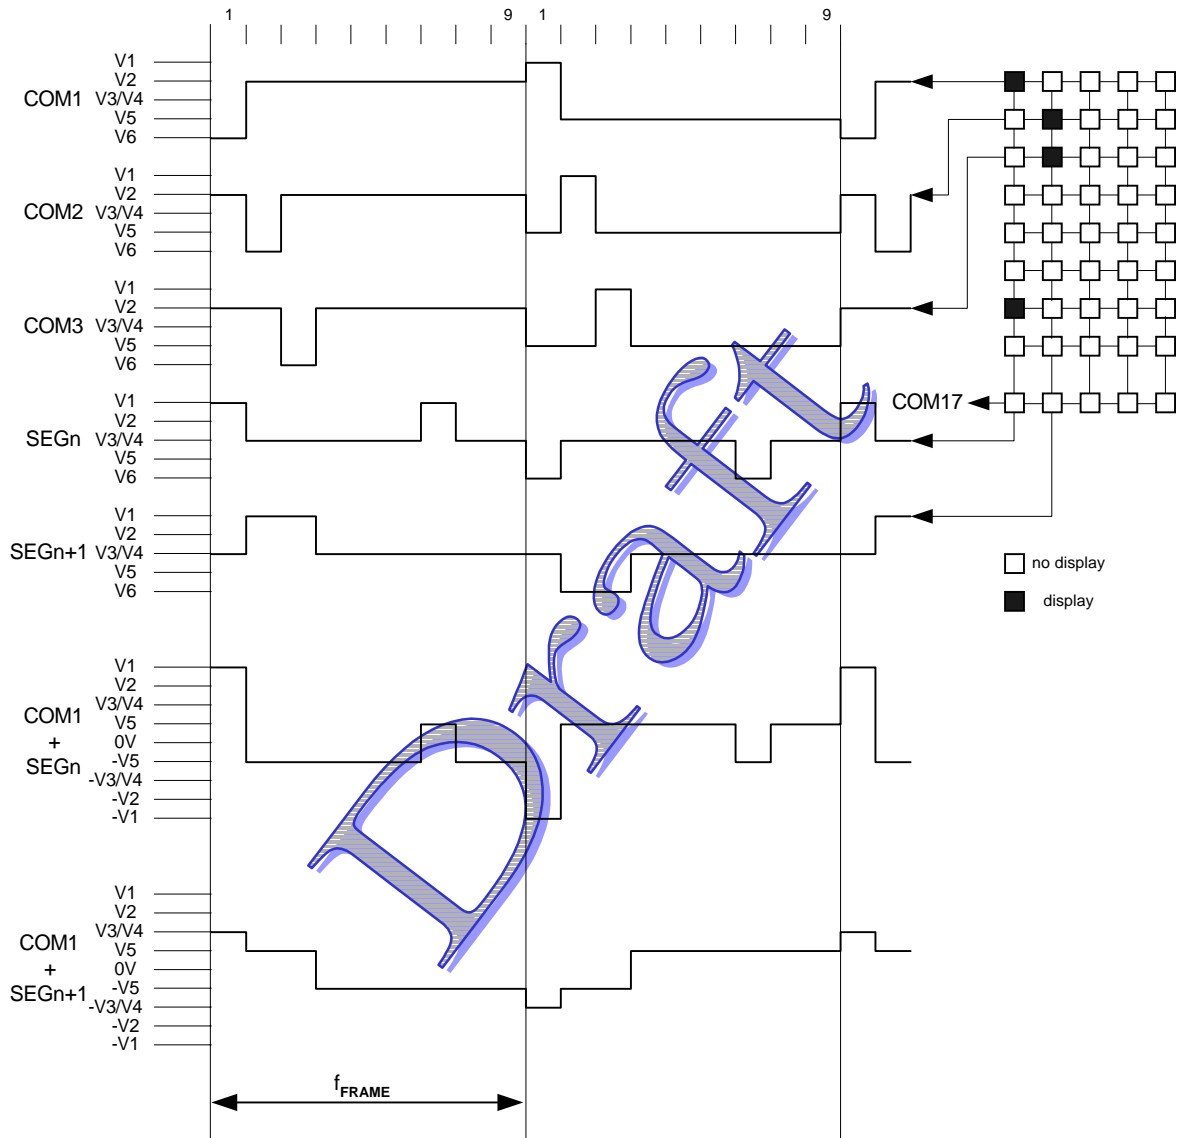 1
9
1
9
COM1
V1
V2
V3/V4
V5
V6
COM2
V1
V2
V3/V4
V5
V6
COM3
V1
V2
V3/V4
V5
V6
SEGn
V1
V2
V3/V4
V5
V6
COM17
SEGn+1
V1
V2
V3/V4
V5
V6
no display
display
COM1
+
SEGn
V1
V2
V3/V4
V5
0V
-V5
-V3/V4
-V2
-V1
COM1
+
SEGn+1
V1
V2
V3/V4
V5
0V
-V5
-V3/V4
-V2
-V1
fFRAME
Draft